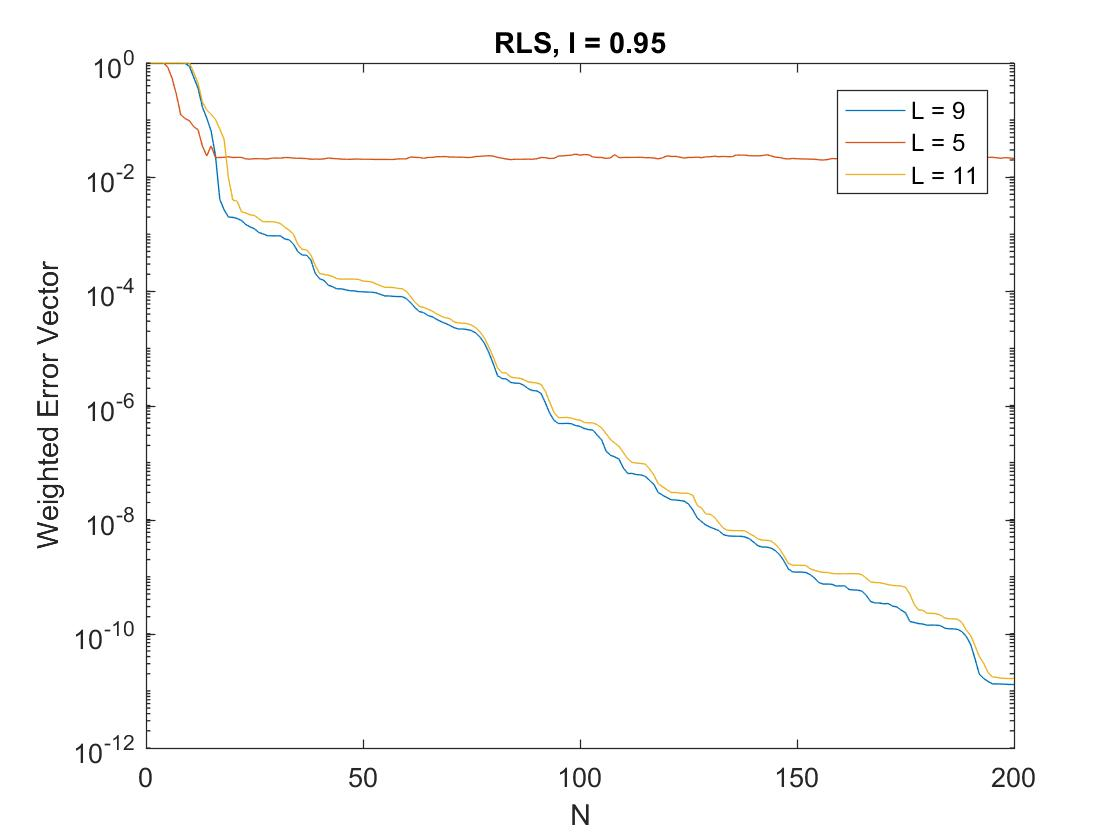 RLS, l = 0.95
10^0
10^-2
10^-4
10^-6
10^-8
10^-10
10^-12
Weighted Error Vector
0 50 100 150 200
N
L = 9
L = 5
L = 11